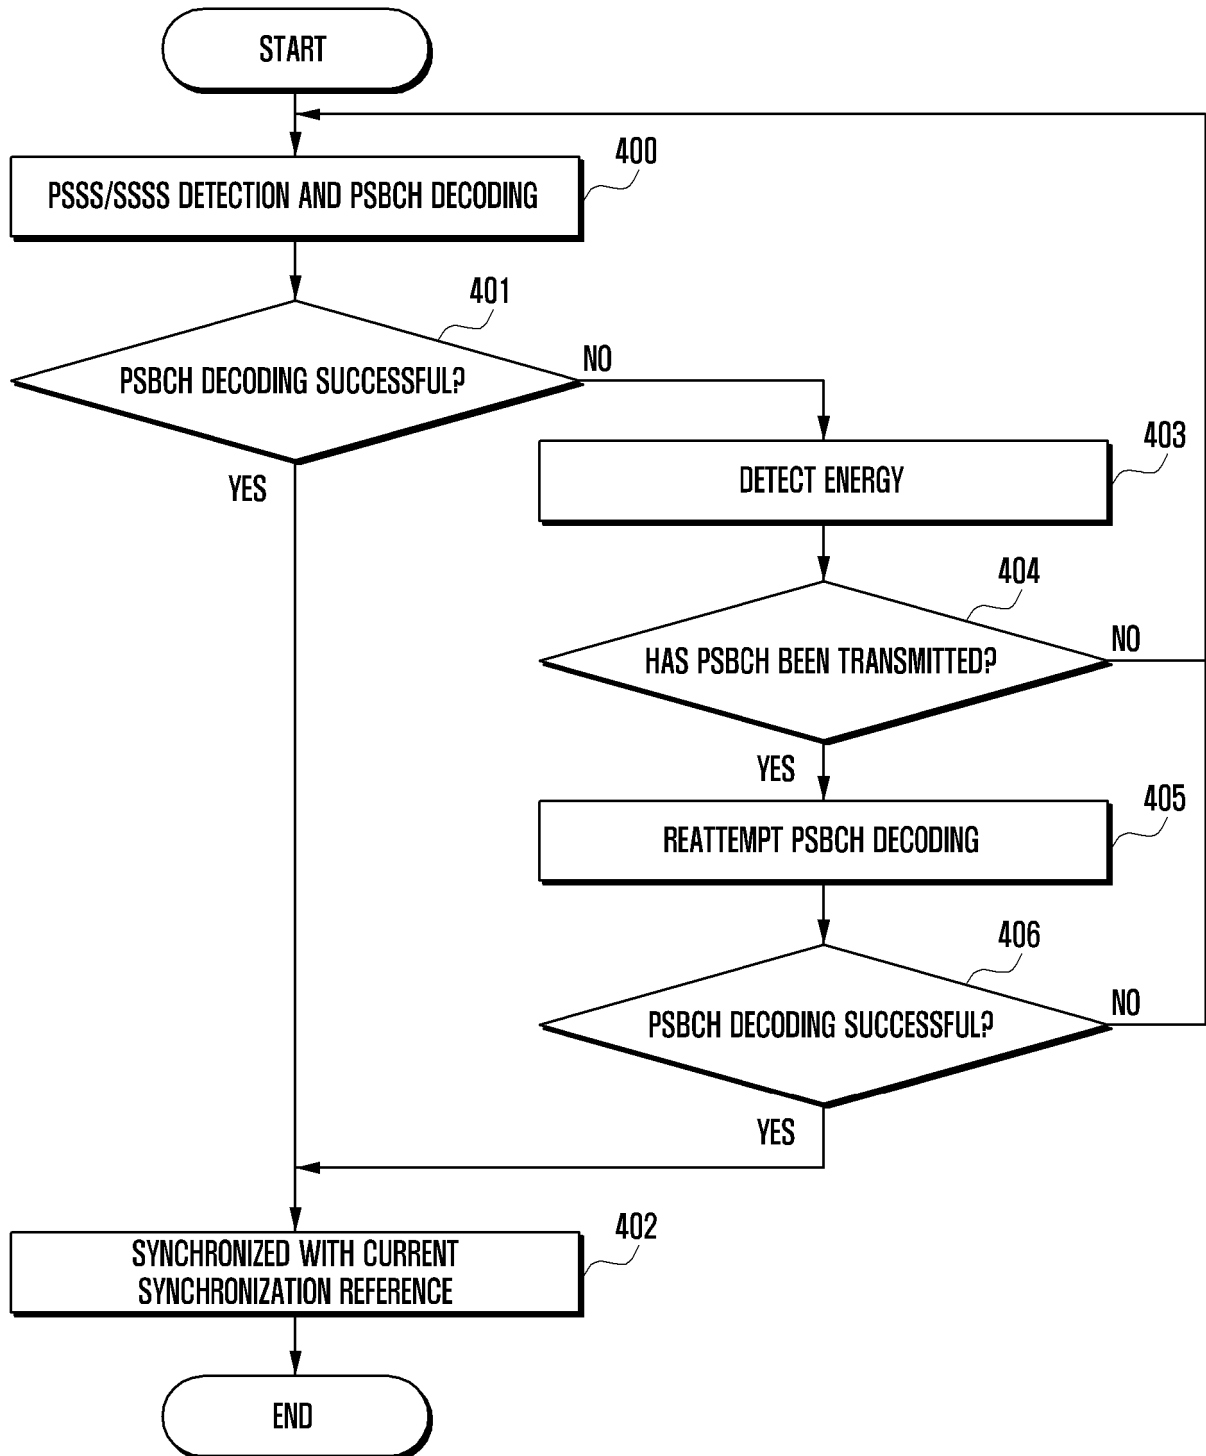 START
400
PSSS/SSSS DETECTION AND PSBCH DECODING
401
PSBCH DECODING SUCCESSFUL?
NO
YES
403
DETECT ENERGY
404
HAS PSBCH BEEN TRANSMITTED?
NO
YES
405
REATTEMPT PSBCH DECODING
406
PSBCH DECODING SUCCESSFUL?
NO
YES
402
SYNCHRONIZED WITH CURRENT
SYNCHRONIZATION REFERENCE
END